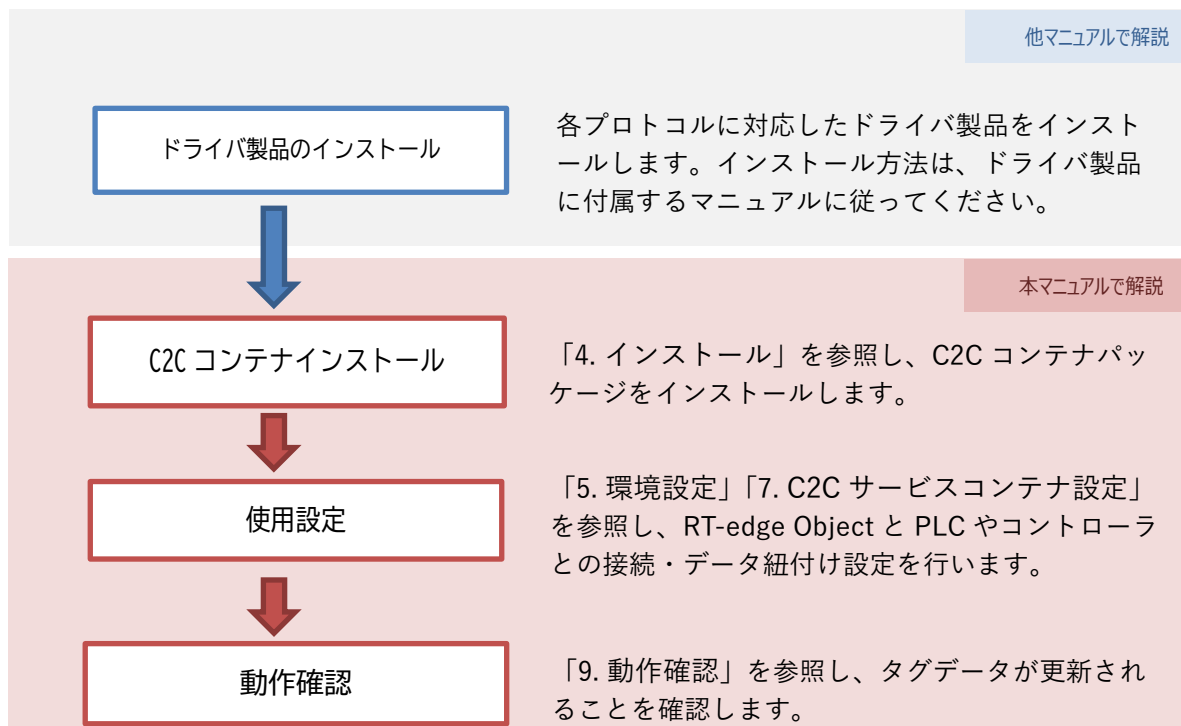 他マニュアルで解説
ドライバ製品のインストール
各プロトコルに対応したドライバ製品をインスト
ールします。インストール方法は、ドライバ製品
に付属するマニュアルに従ってください。
本マニュアルで解説
C2C コンテナインストール
「4. インストール」を参照し、C2C コンテナパッ
ケージをインストールします。
使用設定
「5. 環境設定」「7. C2C サービスコンテナ設定」
を参照し、RT-edge Object と PLC やコントローラ
との接続・データ紐付け設定を行います。
動作確認
「9. 動作確認」を参照し、タグデータが更新され
ることを確認します。